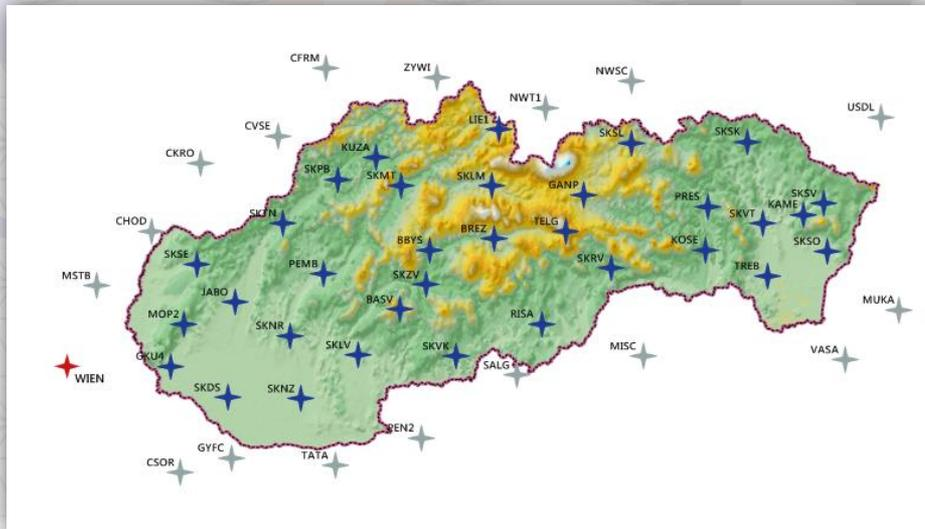 CFRM
ZYWI
NWSC
NWT1
USDL
LIE1
CVSE
SKSL
SKSK
KUZA
CKRO
SKPB
SKMT
SKLM
GANP
PRES
SKSV
KAME
SKTN
SKVT
CHOD
TELG
BREZ
BBYS
KOSE
SKSO
SKSE
PEMB
SKRV
TREB
MSTB
SKZV
JABO
BASV
MUKA
MOP2
RISA
SKNR
SKLV
SKVK
MISC
VASA
GKU4
SALG
WIEN
SKDS
SKNZ
PEN2
GYFC
TATA
CSOR